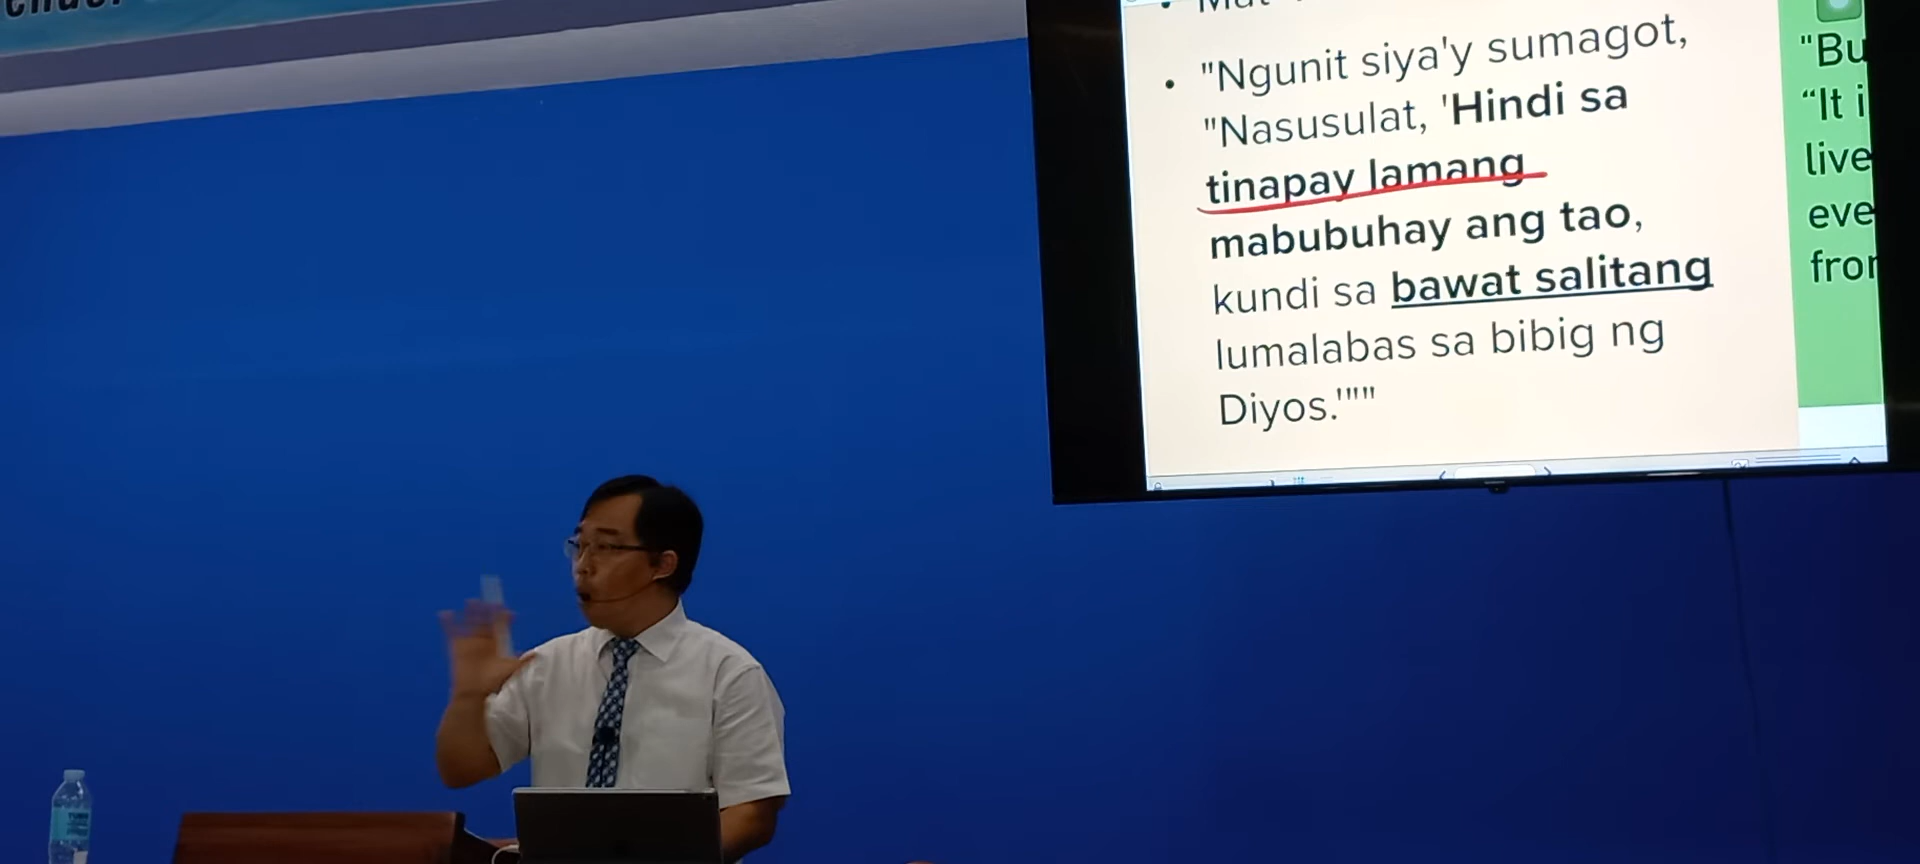 "Ngunit siya'y sumagot,
"Nasusulat, 'Hindi sa
tinapay lamang
mabubuhay ang tao,
kundi sa bawat salitang
lumalabas sa bibig ng
Diyos.'""
"Bu
“It i
live
eve